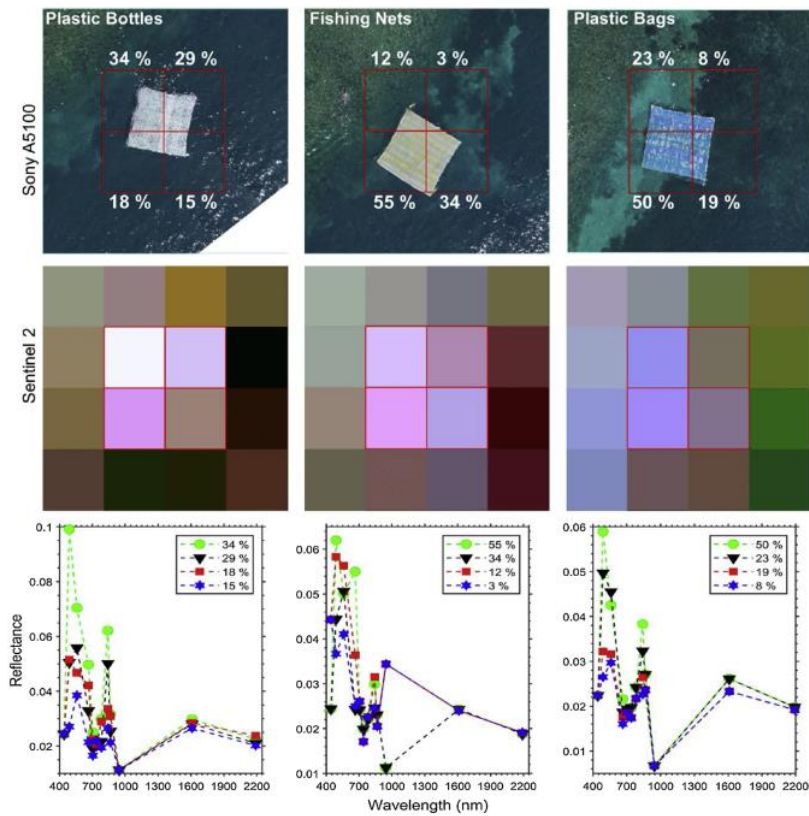 Plastic Bottles
Fishing Nets
Plastic Bags
34 % 29 %
12 % 3 %
23 % 8 %
Sony A5100
18 % 15 %
55 % 34 %
50 % 19 %
Sentinel 2
0.1
0.08
0.06
0.04
0.02
34 %
29 %
18 %
15 %
0.06
0.05
0.04
0.03
0.02
0.01
55 %
34 %
12 %
3 %
0.06
0.05
0.04
0.03
0.02
0.01
50 %
23 %
19 %
8 %
Reflectance
400 700 1000 1300 1600 1900 2200
400 700 1000 1300 1600 1900 2200
400 700 1000 1300 1600 1900 2200
Wavelength (nm)